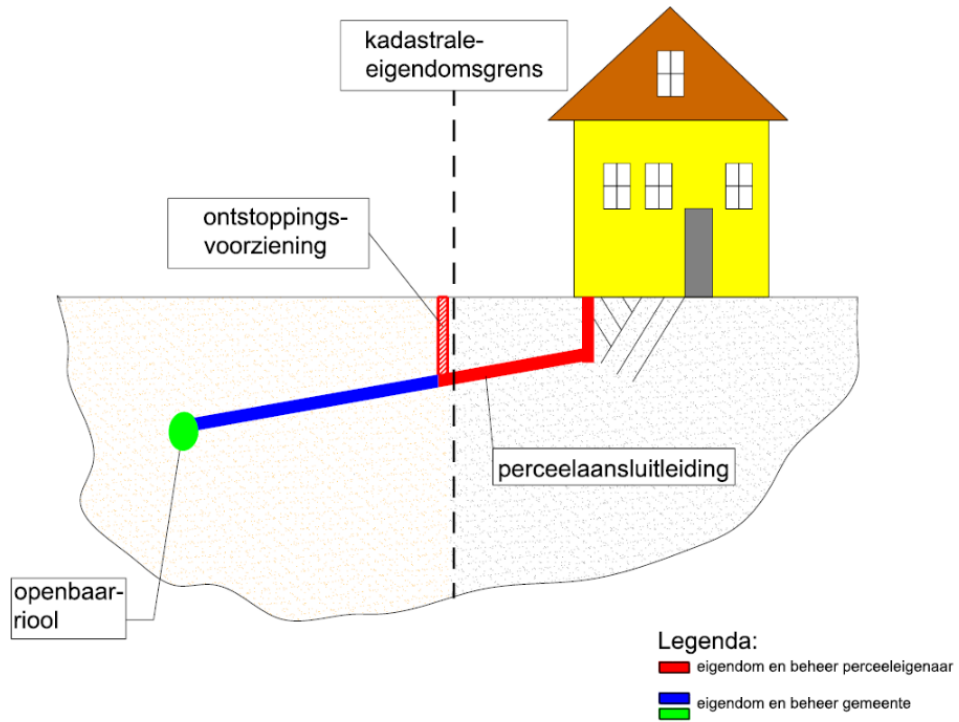 kadastrale-
eigendomsgrens
ontstoppings-
voorziening
perceelaansluitleiding
openbaar-
riool
Legenda:
eigendom en beheer perceeleigenaar
eigendom en beheer gemeente